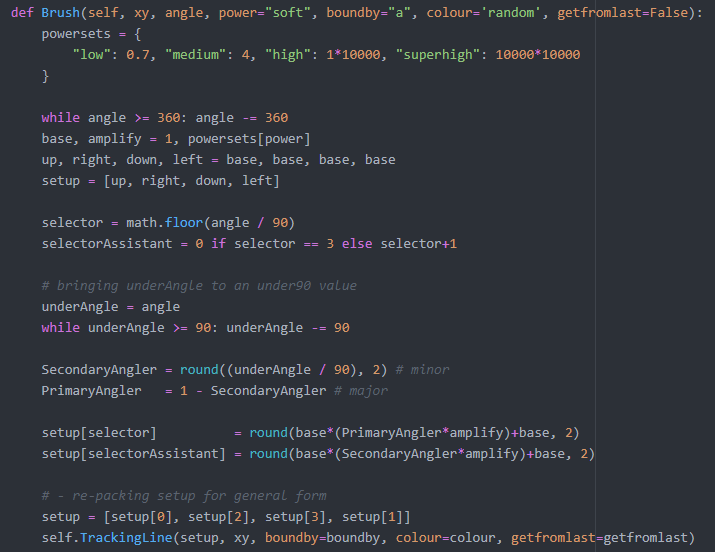 def Brush(self, xy, angle, power="soft", boundby="a", colour='random', getfromlast=False):
    powersets = {
        "low": 0.7, "medium": 4, "high": 1*10000, "superhigh": 10000*10000
    }

    while angle >= 360: angle -= 360
    base, amplify = 1, powersets[power]
    up, right, down, left = base, base, base, base
    setup = [up, right, down, left]

    selector = math.floor(angle / 90)
    selectorAssistant = 0 if selector == 3 else selector+1

    # bringing underAngle to an under90 value
    underAngle = angle
    while underAngle >= 90: underAngle -= 90

    SecondaryAngler = round((underAngle / 90), 2) # minor
    PrimaryAngler   = 1 - SecondaryAngler # major

    setup[selector]          = round(base*(PrimaryAngler*amplify)+base, 2)
    setup[selectorAssistant] = round(base*(SecondaryAngler*amplify)+base, 2)

    # - re-packing setup for general form
    setup = [setup[0], setup[2], setup[3], setup[1]]
    self.TrackingLine(setup, xy, boundby=boundby, colour=colour, getfromlast=getfromlast)